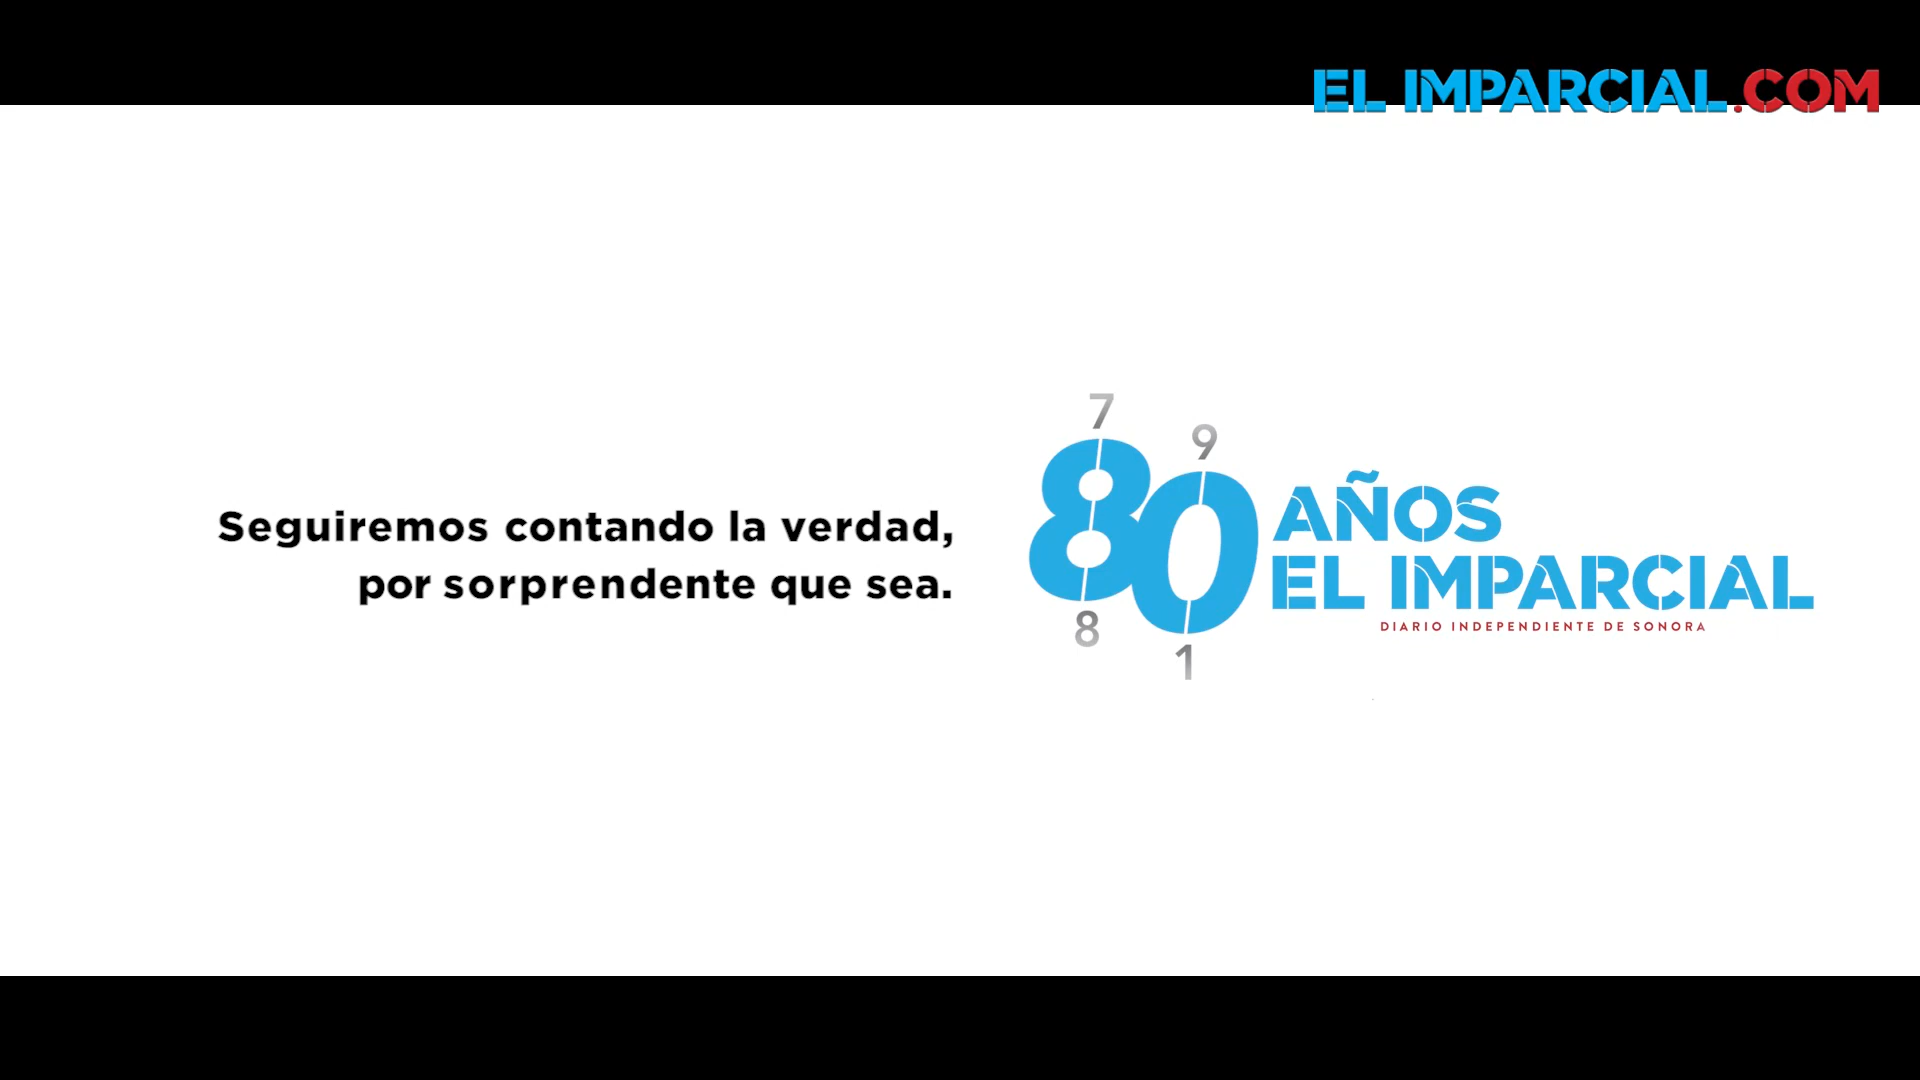 EL IMPARCIAL.COM
Seguiremos contando la verdad,
por sorprendente que sea.
7
9
80 AÑOS
EL IMPARCIAL
DIARIO INDEPENDIENTE DE SONORA
8
1